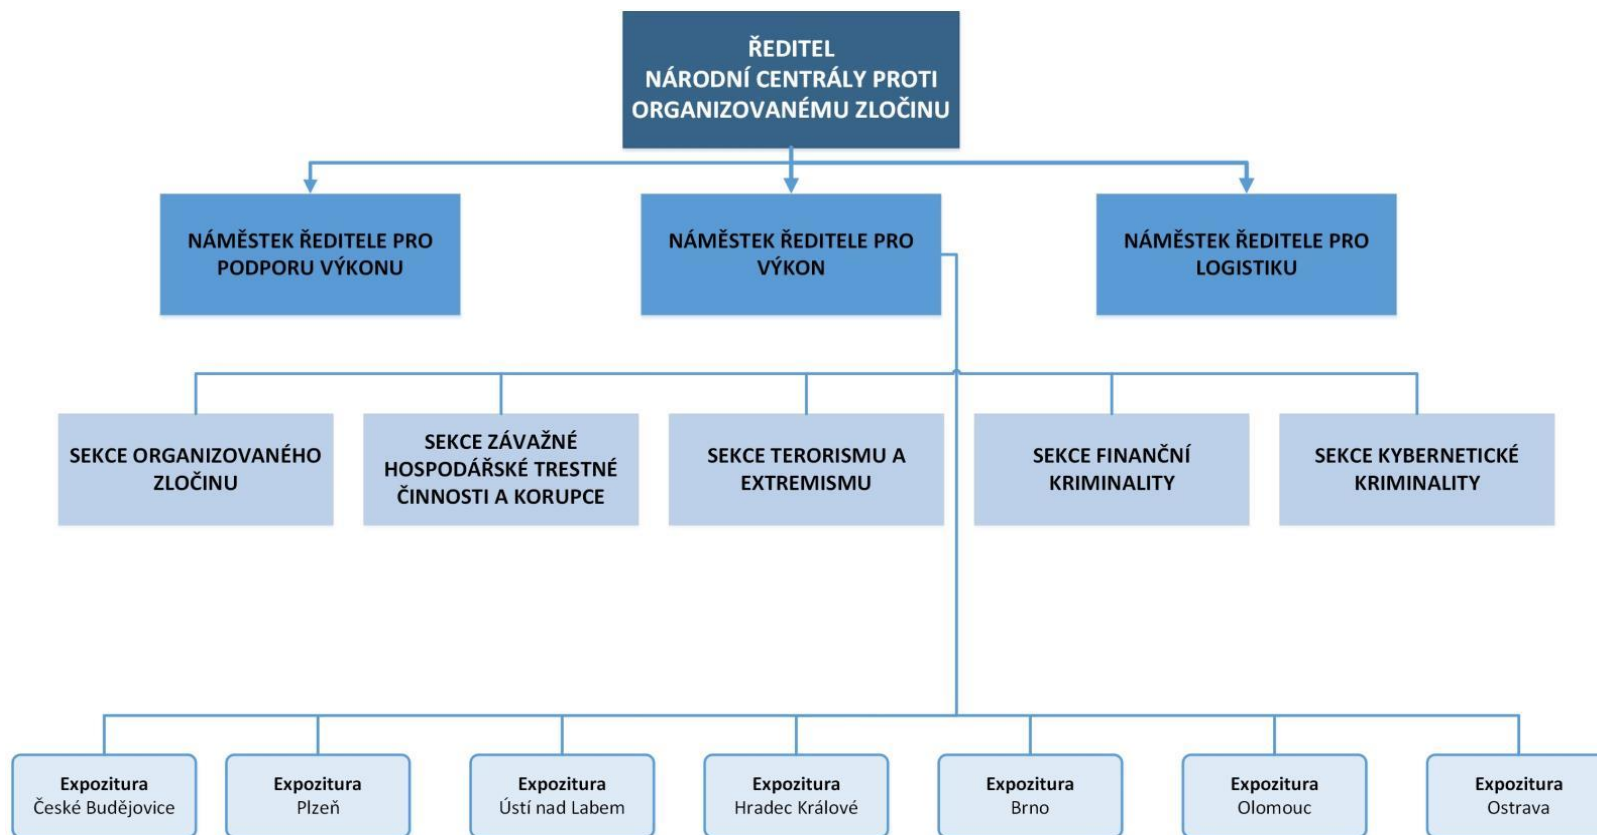 ŘEDITEL
NÁRODNÍ CENTRÁLY PROTI
ORGANIZOVANÉMU ZLOČINU
NÁMĚSTEK ŘEDITELE PRO
PODPORU VÝKONU
NÁMĚSTEK ŘEDITELE PRO
VÝKON
NÁMĚSTEK ŘEDITELE PRO
LOGISTIKU
SEKCE ORGANIZOVANÉHO
ZLOČINU
SEKCE ZÁVAŽNÉ
HOSPODÁŘSKÉ TRESTNÉ
ČINNOSTI A KORUPCE
SEKCE TERORISMU A
EXTREMISMU
SEKCE FINANČNÍ
KRIMINALITY
SEKCE KYBERNETICKÉ
KRIMINALITY
Expozitura
České Budějovice
Expozitura
Plzeň
Expozitura
Ústí nad Labem
Expozitura
Hradec Králové
Expozitura
Brno
Expozitura
Olomouc
Expozitura
Ostrava